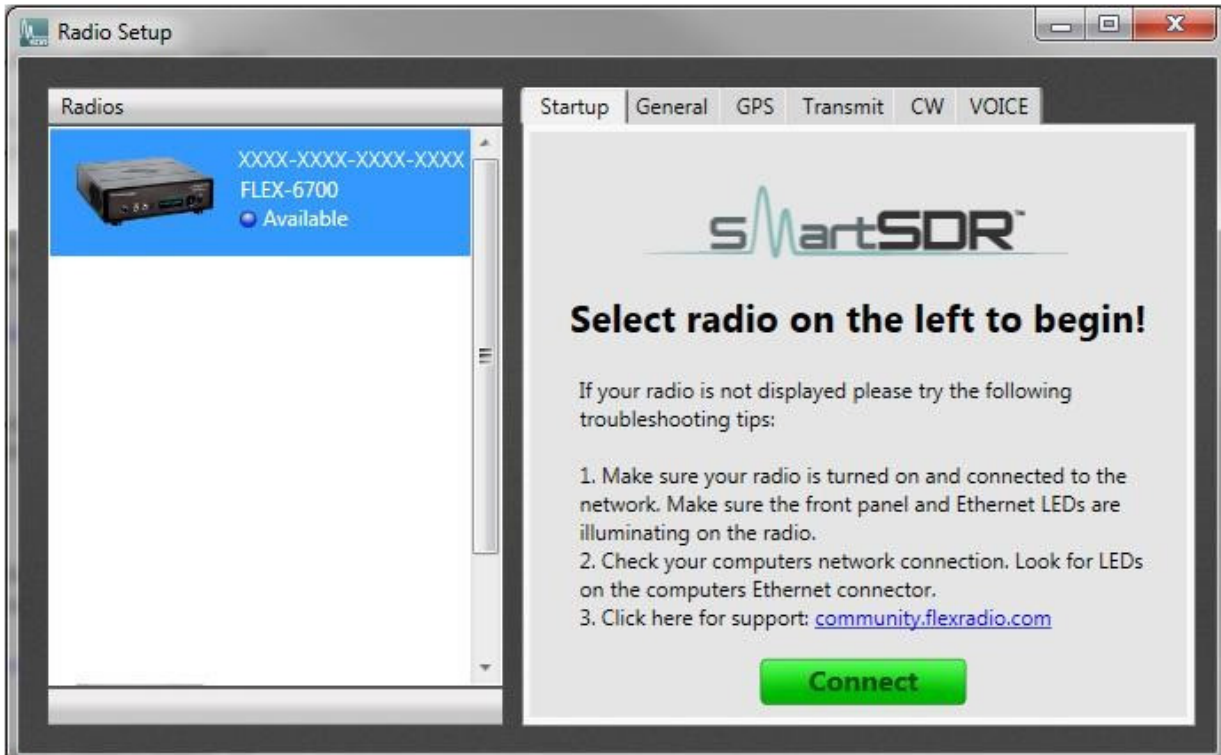 Radio Setup
Radios
XXXX-XXXX-XXXX-XXXX
FLEX-6700
Available
Startup General GPS Transmit CW VOICE
smartSDR™
Select radio on the left to begin!
If your radio is not displayed please try the following
troubleshooting tips:
1. Make sure your radio is turned on and connected to the
network. Make sure the front panel and Ethernet LEDs are
illuminating on the radio.
2. Check your computers network connection. Look for LEDs
on the computers Ethernet connector.
3. Click here for support: community.flexradio.com
Connect